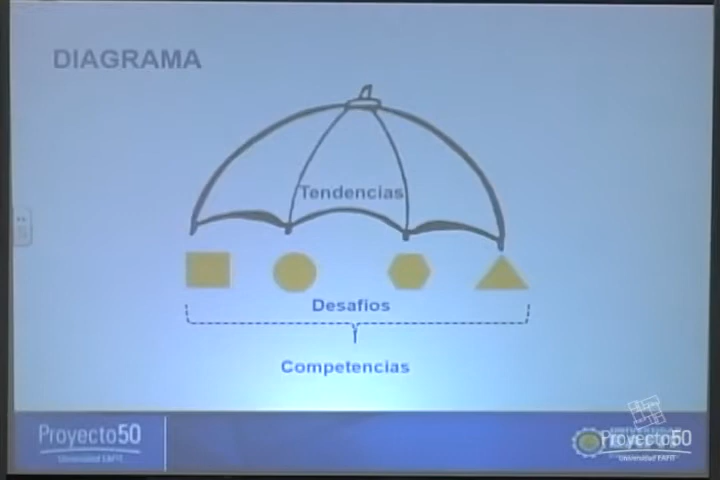 DIAGRAMA
Tendencias
Desafios
Competencias
Proyecto50
Universidad EAFIT
Proyecto50
Universidad EAFIT